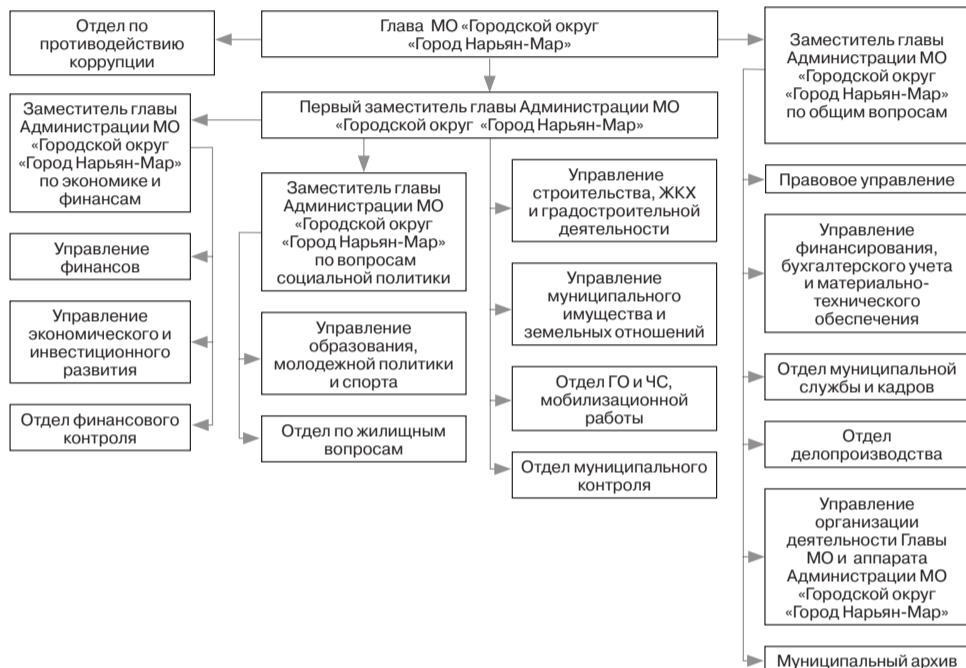 Отдел по
противодействию
коррупции
Глава МО «Городской округ
«Город Нарьян-Мар»
Заместитель главы
Администрации МО
«Городской округ
«Город Нарьян-Мар»
по общим вопросам
Заместитель главы
Администрации МО
«Городской округ
«Город Нарьян-Мар»
по экономике и
финансам
Первый заместитель главы Администрации МО
«Городской округ «Город Нарьян-Мар»
Управление
финансов
Управление
экономического и
инвестиционного
развития
Отдел финансового
контроля
Заместитель главы
Администрации МО
«Городской округ
«Город Нарьян-Мар»
по вопросам
социальной политики
Управление
образования,
молодежной политики
и спорта
Отдел по жилищным
вопросам
Управление
строительства, ЖКХ
и градостроительной
деятельности
Управление
муниципального
имущества и
земельных отношений
Отдел ГО и ЧС,
мобилизационной
работы
Отдел муниципального
контроля
Правовое управление
Управление
финансирования,
бухгалтерского учета
и материально-
технического
обеспечения
Отдел муниципальной
службы и кадров
Отдел
делопроизводства
Управление
организации
деятельности Главы
МО и аппарата
Администрации МО
«Городской округ
«Город Нарьян-Мар»
Муниципальный архив